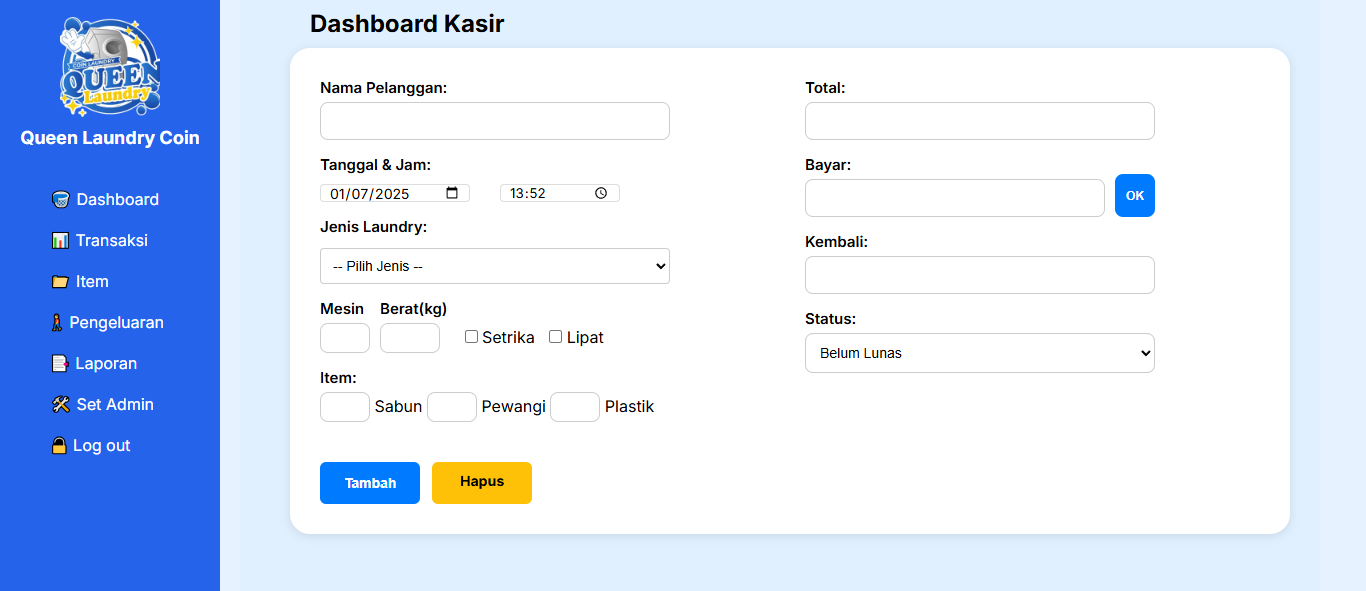 COIN LAUNDRY
QUEEN
Laundry
Queen Laundry Coin
Dashboard
Transaksi
Item
Pengeluaran
Laporan
Set Admin
Log out
Dashboard Kasir
Nama Pelanggan:
Tanggal & Jam:
01/07/2025 13:52
Jenis Laundry:
-- Pilih Jenis --
Mesin Berat(kg)
Setrika Lipat
Item:
Sabun Pewangi Plastik
Tambah Hapus
Total:
Bayar:
OK
Kembali:
Status:
Belum Lunas